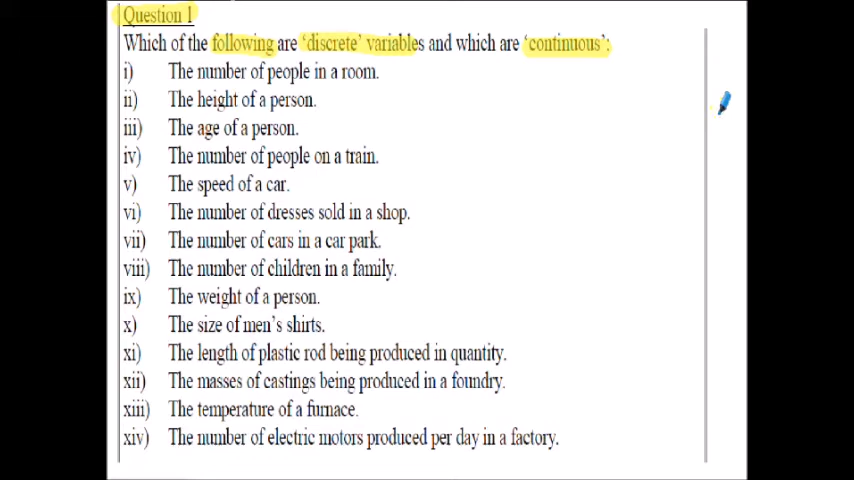 Question 1
Which of the following are ‘discrete’ variables and which are ‘continuous’:
i) The number of people in a room.
ii) The height of a person.
iii) The age of a person.
iv) The number of people on a train.
v) The speed of a car.
vi) The number of dresses sold in a shop.
vii) The number of cars in a car park.
viii) The number of children in a family.
ix) The weight of a person.
x) The size of men’s shirts.
xi) The length of plastic rod being produced in quantity.
xii) The masses of castings being produced in a foundry.
xiii) The temperature of a furnace.
xiv) The number of electric motors produced per day in a factory.